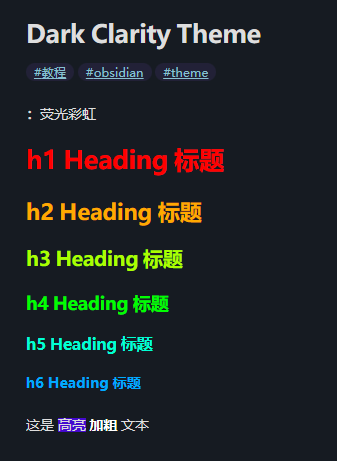 Dark Clarity Theme
#教程 #obsidian #theme
：荧光彩虹
h1 Heading 标题
h2 Heading 标题
h3 Heading 标题
h4 Heading 标题
h5 Heading 标题
h6 Heading 标题
这是 高亮 加粗 文本